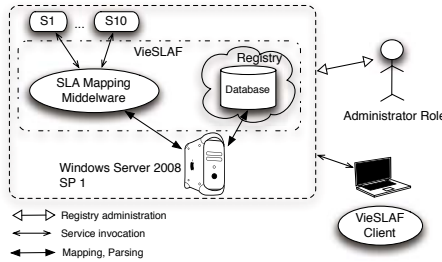 S1 ... S10
VieSLAF
Registry
SLA Mapping
Middelware
Database
Administrator Role
Windows Server 2008
SP 1
VieSLAF
Client
Registry administration
Service invocation
Mapping, Parsing